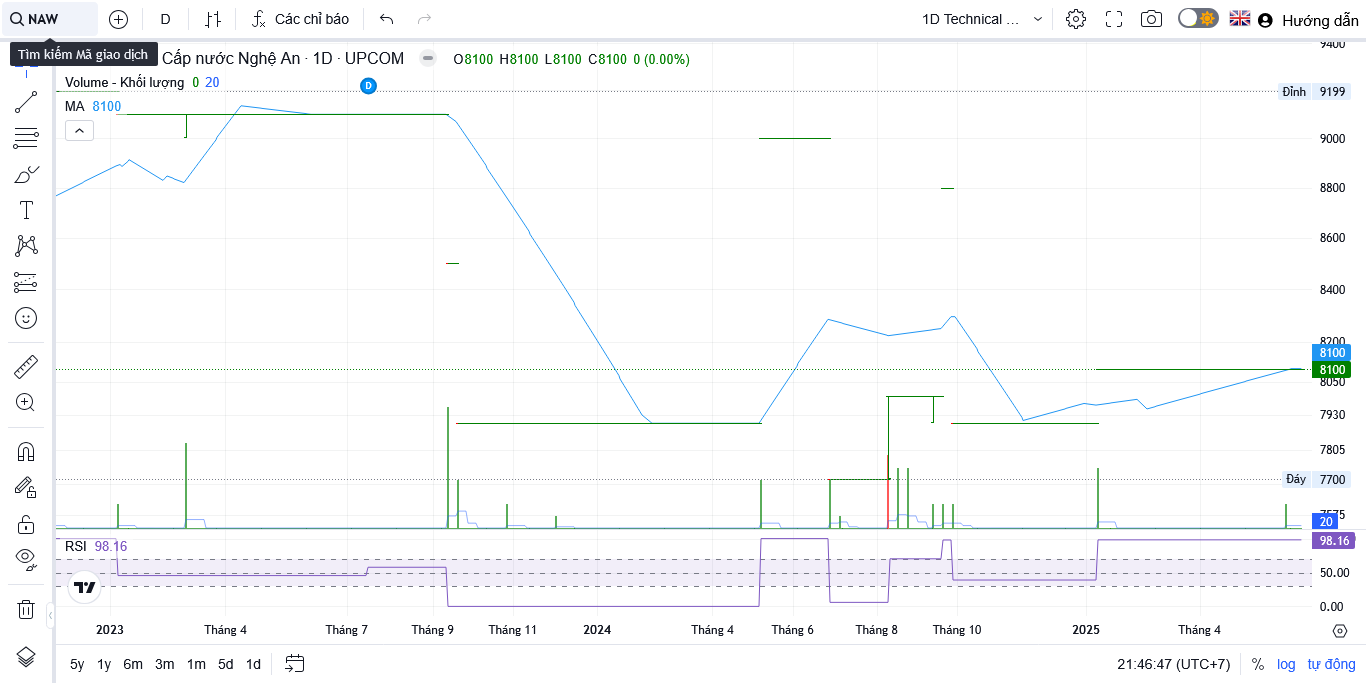 NAW
D
Các chỉ báo
1D Technical ...
Hướng dẫn
Tìm kiếm Mã giao dịch
Cấp nước Nghệ An · 1D · UPCOM
O8100 H8100 L8100 C8100 0 (0.00%)
Volume - Khối lượng 0 20
D
MA 8100
9400
Đỉnh 9199
9000
8800
8600
8400
8200
8100
8100
8050
7930
7805
Đáy 7700
7575
20
RSI 98.16
98.16
50.00
0.00
2023 Tháng 4 Tháng 7 Tháng 9 Tháng 11 2024 Tháng 4 Tháng 6 Tháng 8 Tháng 10 2025 Tháng 4
5y 1y 6m 3m 1m 5d 1d
21:46:47 (UTC+7) % log tự động